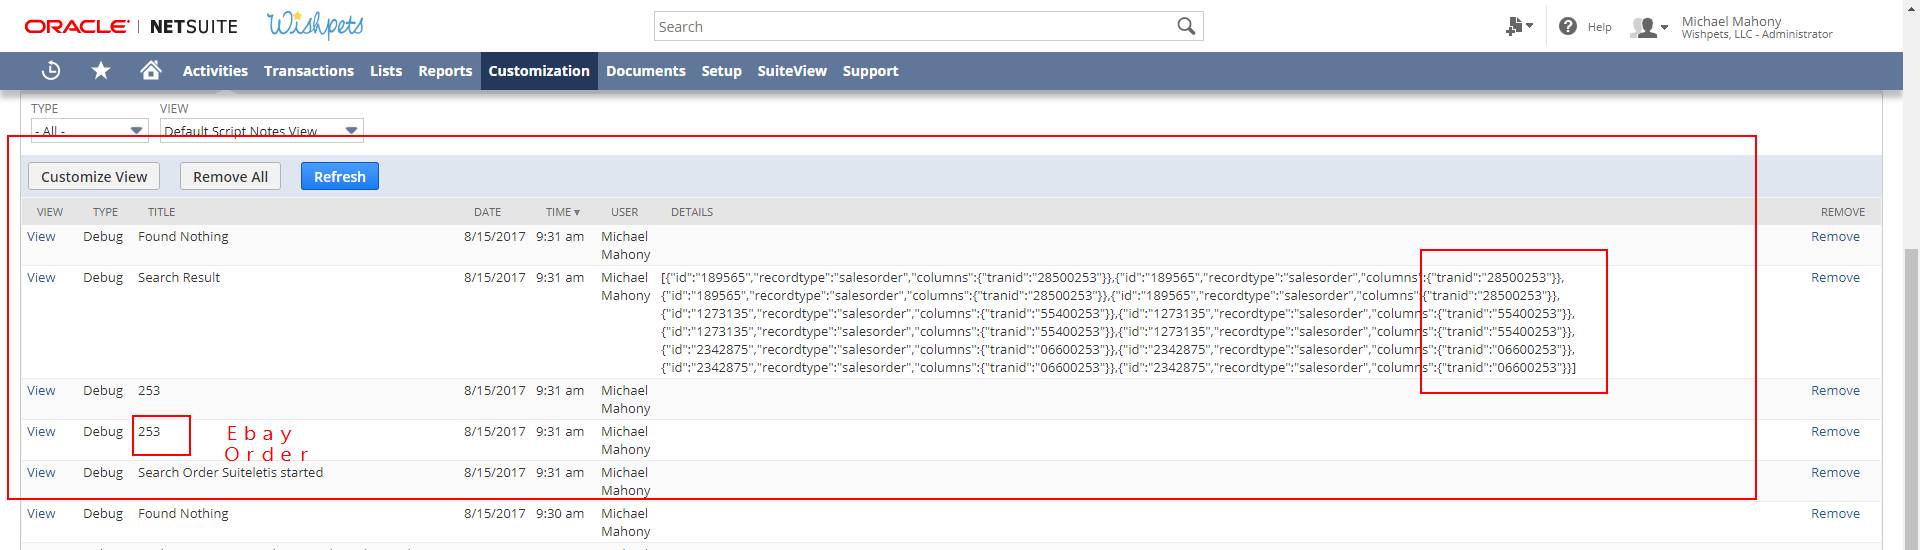 ORACLE | NETSUITE Wishpets
Search
Help
Michael Mahony
Wishpets, LLC - Administrator
Activities Transactions Lists Reports Customization Documents Setup SuiteView Support
TYPE VIEW
- All - Default Script Notes View
Customize View Remove All Refresh
VIEW TYPE TITLE DATE TIME ▼ USER DETAILS REMOVE
View Debug Found Nothing 8/15/2017 9:31 am Michael Mahony Remove
View Debug Search Result 8/15/2017 9:31 am Michael Mahony Remove
[{"id":"189565","recordtype":"salesorder","columns":{"tranid":"28500253"}},{"id":"189565","recordtype":"salesorder","columns":{"tranid":"28500253"}},
{"id":"189565","recordtype":"salesorder","columns":{"tranid":"28500253"}},{"id":"189565","recordtype":"salesorder","columns":{"tranid":"28500253"}},
{"id":"1273135","recordtype":"salesorder","columns":{"tranid":"55400253"}},{"id":"1273135","recordtype":"salesorder","columns":{"tranid":"55400253"}},
{"id":"1273135","recordtype":"salesorder","columns":{"tranid":"55400253"}},{"id":"1273135","recordtype":"salesorder","columns":{"tranid":"55400253"}},
{"id":"2342875","recordtype":"salesorder","columns":{"tranid":"06600253"}},{"id":"2342875","recordtype":"salesorder","columns":{"tranid":"06600253"}},
{"id":"2342875","recordtype":"salesorder","columns":{"tranid":"06600253"}},{"id":"2342875","recordtype":"salesorder","columns":{"tranid":"06600253"}}]
View Debug 253 8/15/2017 9:31 am Michael Mahony Remove
View Debug 253 8/15/2017 9:31 am Michael Mahony Remove
Ebay
Order
View Debug Search Order Suiteletis started 8/15/2017 9:31 am Michael Mahony Remove
View Debug Found Nothing 8/15/2017 9:30 am Michael Mahony Remove